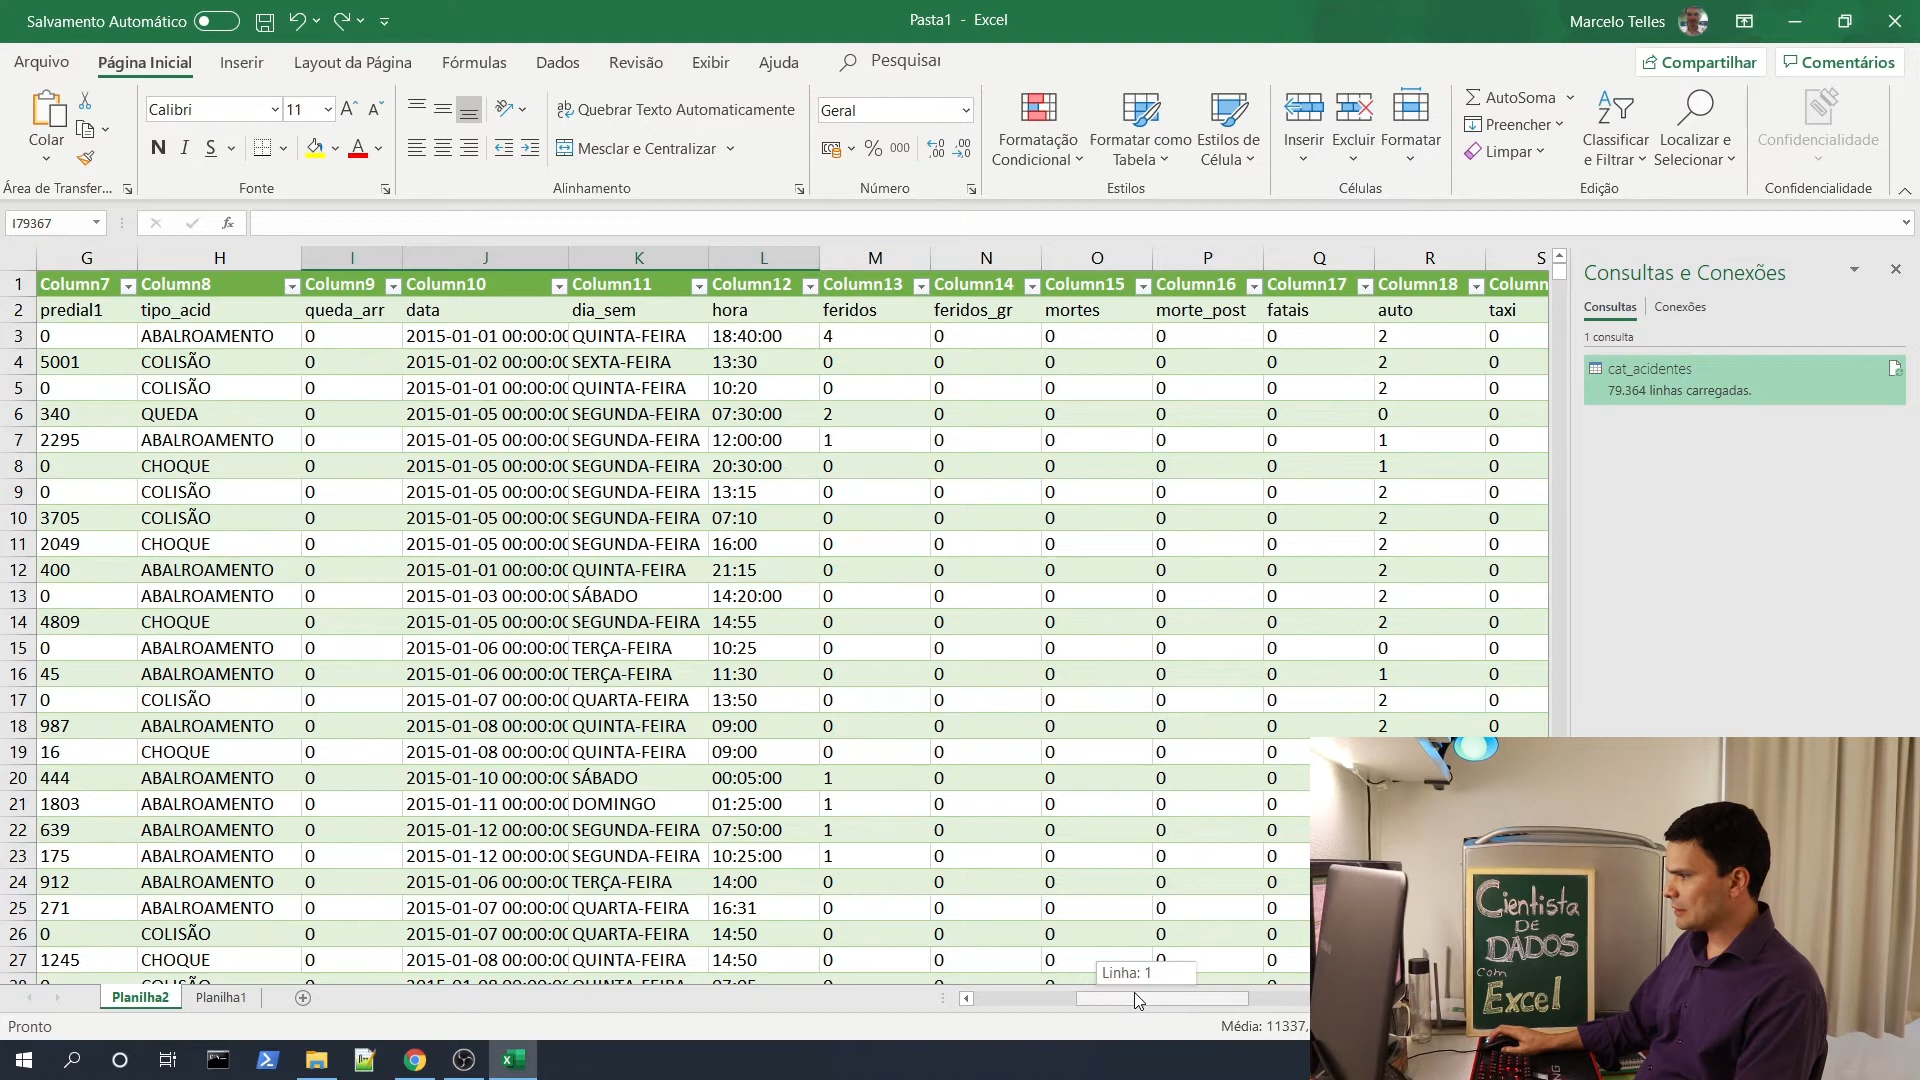 Salvamento Automático
Pasta1 - Excel
Marcelo Telles
Arquivo Página Inicial Inserir Layout da Página Fórmulas Dados Revisão Exibir Ajuda Pesquisar
Compartilhar Comentários
Colar
Calibri 11
N I S
Quebrar Texto Automaticamente
Mesclar e Centralizar
Geral
% 000
Formatação Condicional
Formatar como Tabela
Estilos de Célula
Inserir Excluir Formatar
AutoSoma
Preencher
Limpar
Classificar e Filtrar
Localizar e Selecionar
Confidencialidade
Área de Transfer... Fonte Alinhamento Número Estilos Células Edição Confidencialidade
I79367 fx
G H I J K L M N O P Q R S
1 Column7 Column8 Column9 Column10 Column11 Column12 Column13 Column14 Column15 Column16 Column17 Column18 Column
2 predial1 tipo_acid queda_arr data dia_sem hora feridos feridos_gr mortes morte_post fatais auto taxi
3 0 ABALROAMENTO 0 2015-01-01 00:00:00 QUINTA-FEIRA 18:40:00 4 0 0 0 0 2 0
4 5001 COLISÃO 0 2015-01-02 00:00:00 SEXTA-FEIRA 13:30 0 0 0 0 0 2 0
5 0 COLISÃO 0 2015-01-01 00:00:00 QUINTA-FEIRA 10:20 0 0 0 0 0 2 0
6 340 QUEDA 0 2015-01-05 00:00:00 SEGUNDA-FEIRA 07:30:00 2 0 0 0 0 0 0
7 2295 ABALROAMENTO 0 2015-01-05 00:00:00 SEGUNDA-FEIRA 12:00:00 1 0 0 0 0 1 0
8 0 CHOQUE 0 2015-01-05 00:00:00 SEGUNDA-FEIRA 20:30:00 0 0 0 0 0 1 0
9 0 COLISÃO 0 2015-01-05 00:00:00 SEGUNDA-FEIRA 13:15 0 0 0 0 0 2 0
10 3705 COLISÃO 0 2015-01-05 00:00:00 SEGUNDA-FEIRA 07:10 0 0 0 0 0 2 0
11 2049 CHOQUE 0 2015-01-05 00:00:00 SEGUNDA-FEIRA 16:00 0 0 0 0 0 2 0
12 400 ABALROAMENTO 0 2015-01-01 00:00:00 QUINTA-FEIRA 21:15 0 0 0 0 0 2 0
13 0 ABALROAMENTO 0 2015-01-03 00:00:00 SÁBADO 14:20:00 0 0 0 0 0 2 0
14 4809 CHOQUE 0 2015-01-05 00:00:00 SEGUNDA-FEIRA 14:55 0 0 0 0 0 2 0
15 0 ABALROAMENTO 0 2015-01-06 00:00:00 TERÇA-FEIRA 10:25 0 0 0 0 0 0 0
16 45 ABALROAMENTO 0 2015-01-06 00:00:00 TERÇA-FEIRA 11:30 0 0 0 0 0 1 0
17 0 COLISÃO 0 2015-01-07 00:00:00 QUARTA-FEIRA 13:50 0 0 0 0 0 2 0
18 987 ABALROAMENTO 0 2015-01-08 00:00:00 QUINTA-FEIRA 09:00 0 0 0 0 0 2 0
19 16 CHOQUE 0 2015-01-08 00:00:00 QUINTA-FEIRA 09:00 0 0 0 0 0
20 444 ABALROAMENTO 0 2015-01-10 00:00:00 SÁBADO 00:05:00 1 0 0 0 0
21 1803 ABALROAMENTO 0 2015-01-11 00:00:00 DOMINGO 01:25:00 1 0 0 0 0
22 639 ABALROAMENTO 0 2015-01-12 00:00:00 SEGUNDA-FEIRA 07:50:00 1 0 0 0 0
23 175 ABALROAMENTO 0 2015-01-12 00:00:00 SEGUNDA-FEIRA 10:25:00 1 0 0 0 0
24 912 ABALROAMENTO 0 2015-01-06 00:00:00 TERÇA-FEIRA 14:00 0 0 0 0 0
25 271 ABALROAMENTO 0 2015-01-07 00:00:00 QUARTA-FEIRA 16:31 0 0 0 0 0
26 0 COLISÃO 0 2015-01-07 00:00:00 QUARTA-FEIRA 14:50 0 0 0 0 0
27 1245 CHOQUE 0 2015-01-08 00:00:00 QUINTA-FEIRA 14:50 0 0 0 0 0
Linha: 1
Consultas e Conexões
Consultas Conexões
1 consulta
cat_acidentes
79.364 linhas carregadas.
Cientista
DE
DADOS
com
Excel
Planilha2 Planilha1
Pronto
Média: 11337,